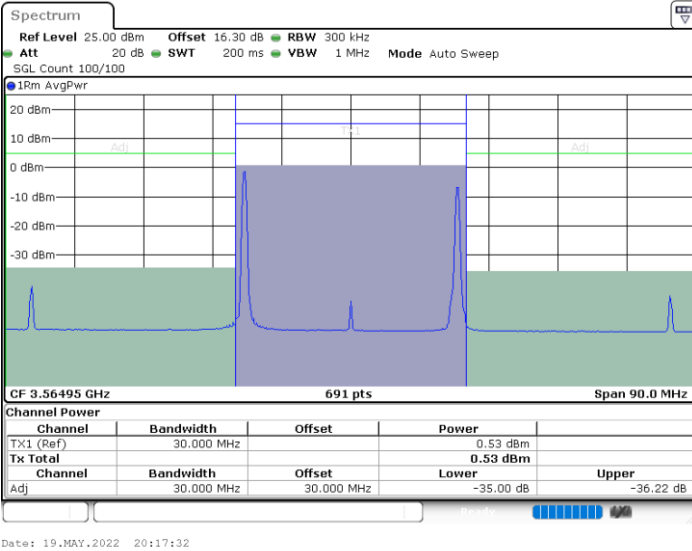 Spectrum
Ref Level 25.00 dBm Offset 16.30 dB RBW 300 kHz
Att 20 dB SWT 200 ms VBW 1 MHz Mode Auto Sweep
SGL Count 100/100
1Rm AvgPwr
20 dBm
Tx1
10 dBm
Adj Adj
0 dBm
-10 dBm
-20 dBm
-30 dBm
CF 3.56495 GHz 691 pts Span 90.0 MHz
Channel Power
Channel Bandwidth Offset Power
TX1 (Ref) 30.000 MHz 0.53 dBm
Tx Total 0.53 dBm
Channel Bandwidth Offset Lower Upper
Adj 30.000 MHz 30.000 MHz -35.00 dB -36.22 dB
Ready
Date: 19.MAY.2022 20:17:32